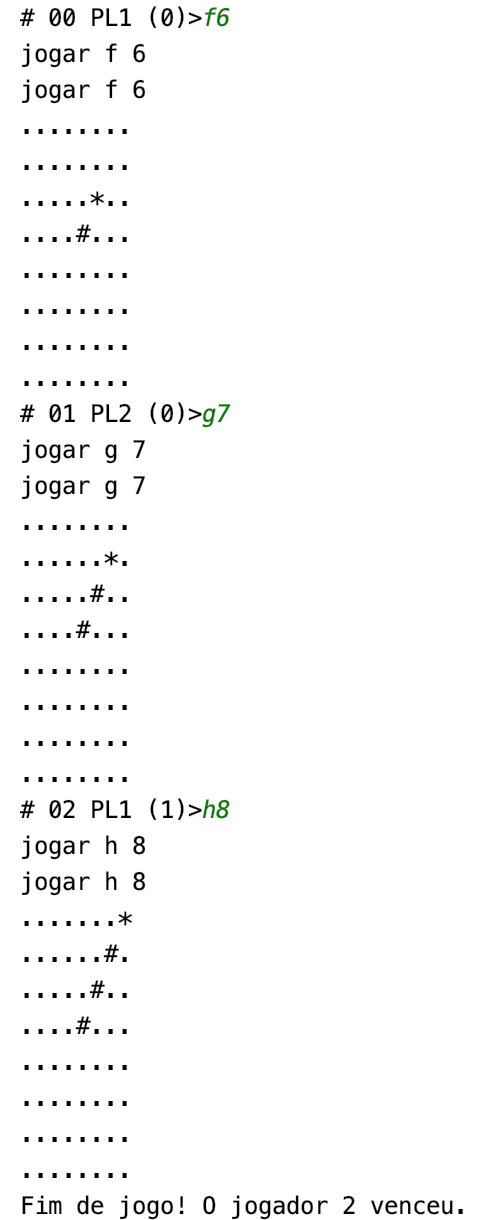 # 00 PL1 (0)>f6
jogar f 6
jogar f 6
........
........
.....*..
....#...
........
........
........
........
# 01 PL2 (0)>g7
jogar g 7
jogar g 7
........
......*.
.....#..
....#...
........
........
........
........
# 02 PL1 (1)>h8
jogar h 8
jogar h 8
.......*
......#.
.....#..
....#...
........
........
........
........
Fim de jogo! O jogador 2 venceu.